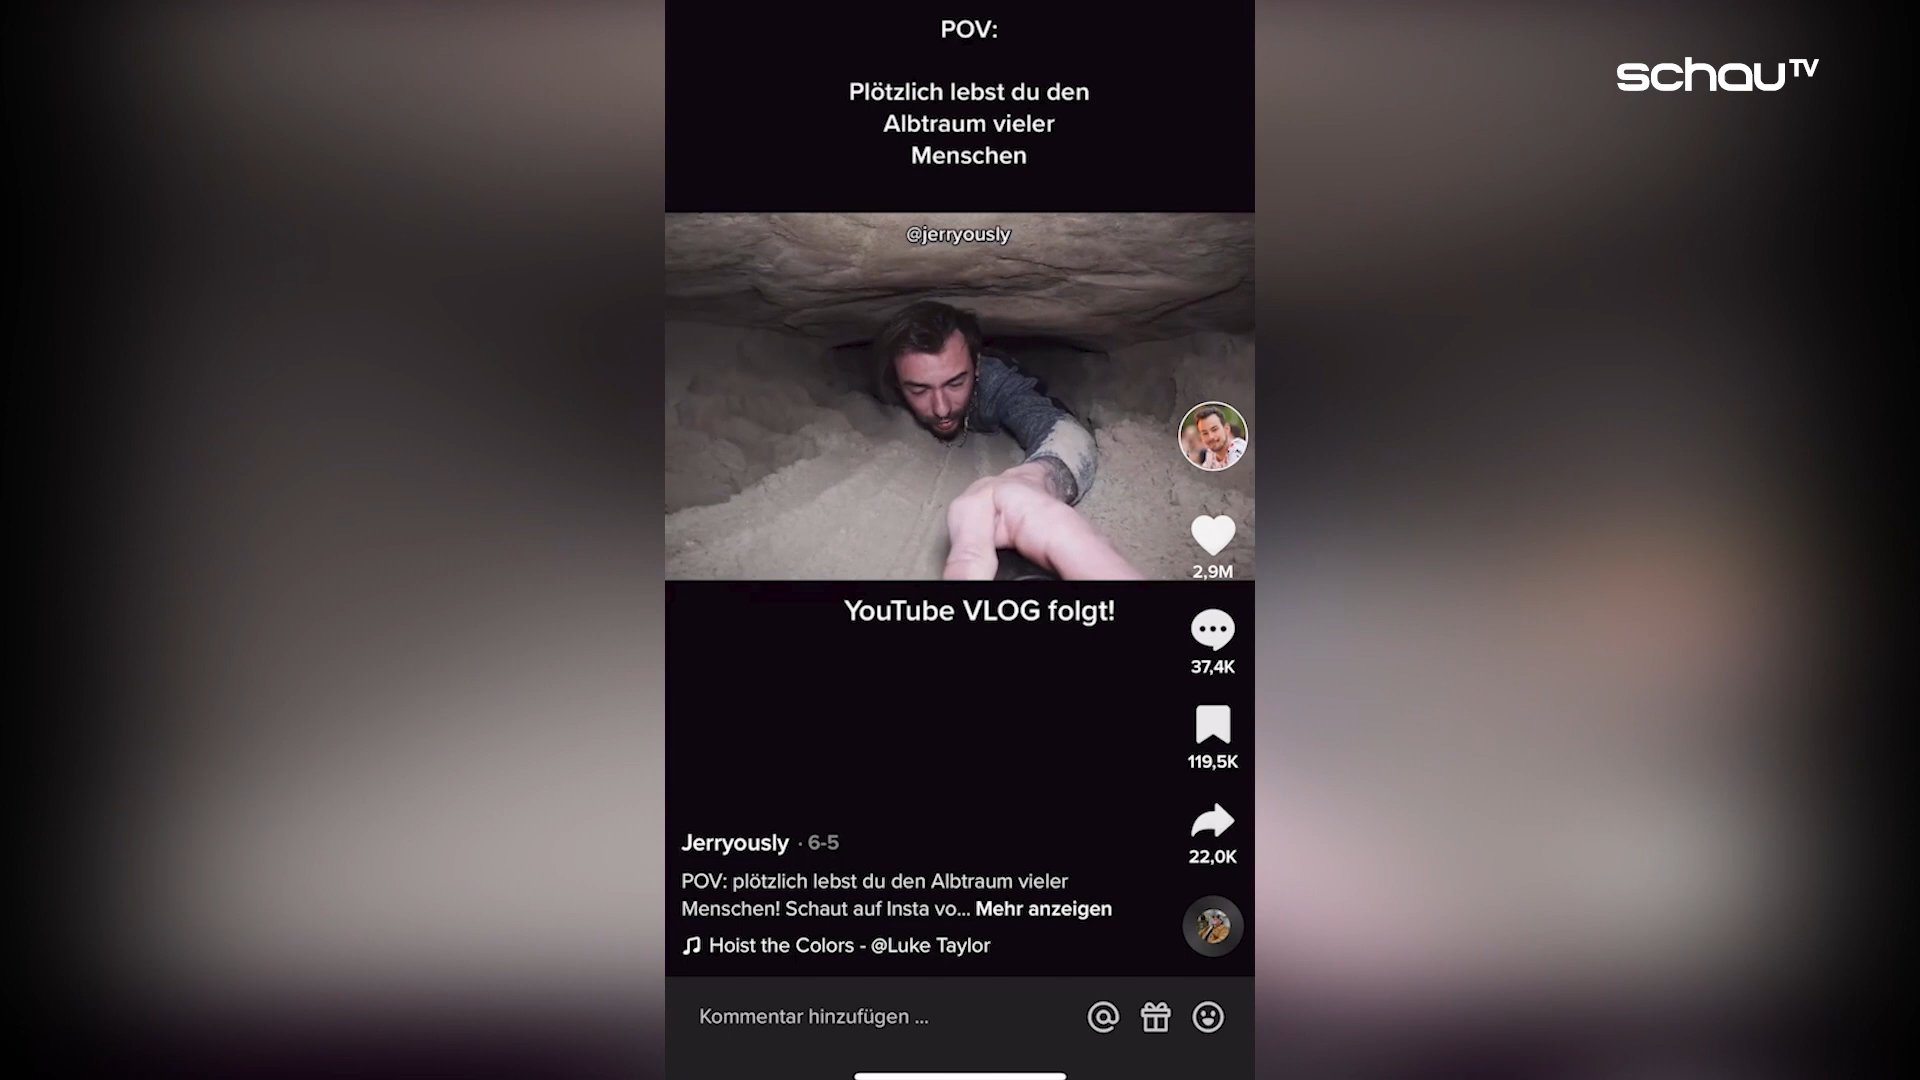 POV:
Plötzlich lebst du den
Albtraum vieler
Menschen
schau TV
@jerryously
2,9M
YouTube VLOG folgt!
37,4K
119,5K
22,0K
Jerryously · 6-5
POV: plötzlich lebst du den Albtraum vieler
Menschen! Schaut auf Insta vo... Mehr anzeigen
Hoist the Colors - @Luke Taylor
Kommentar hinzufügen ...